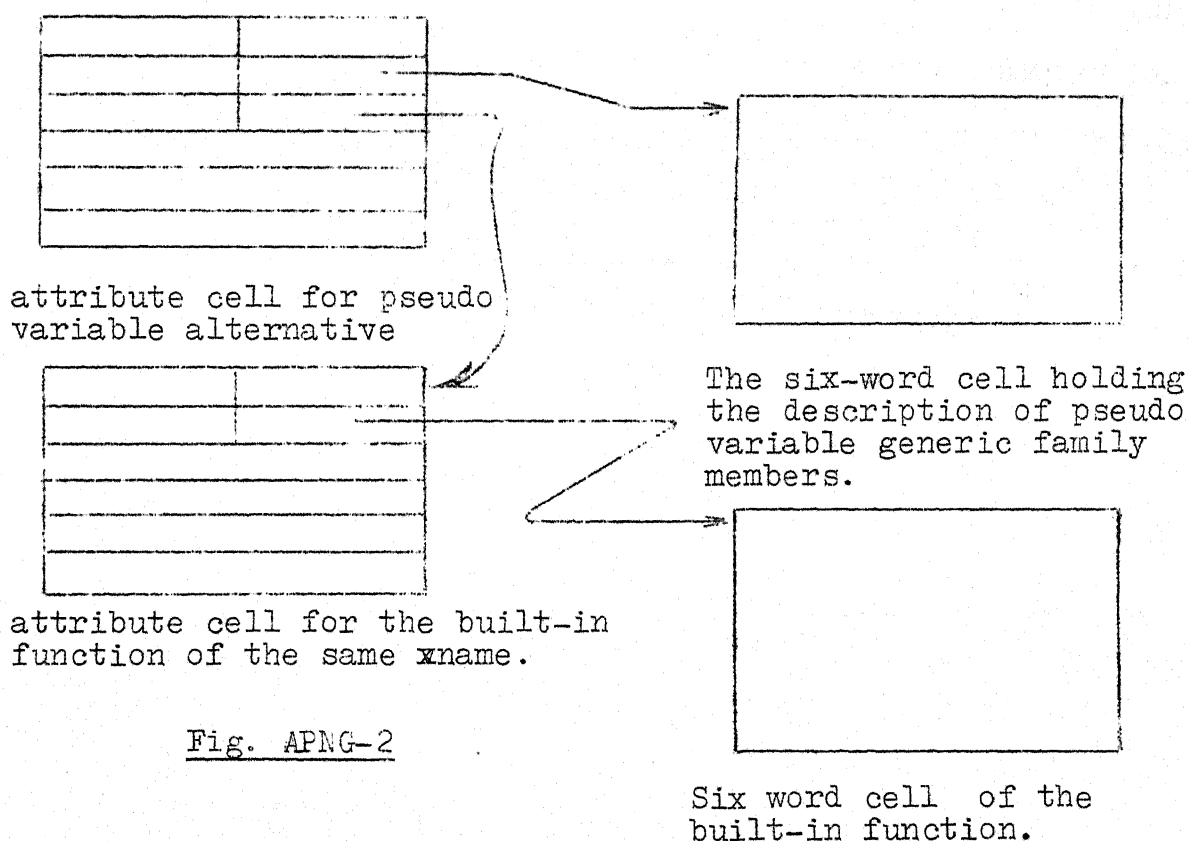 attribute cell for pseudo
variable alternative
The six-word cell holding
the description of pseudo
variable generic family
members.
attribute cell for the built-in
function of the same xname.
Fig. APNG-2
Six word cell of the
built-in function.